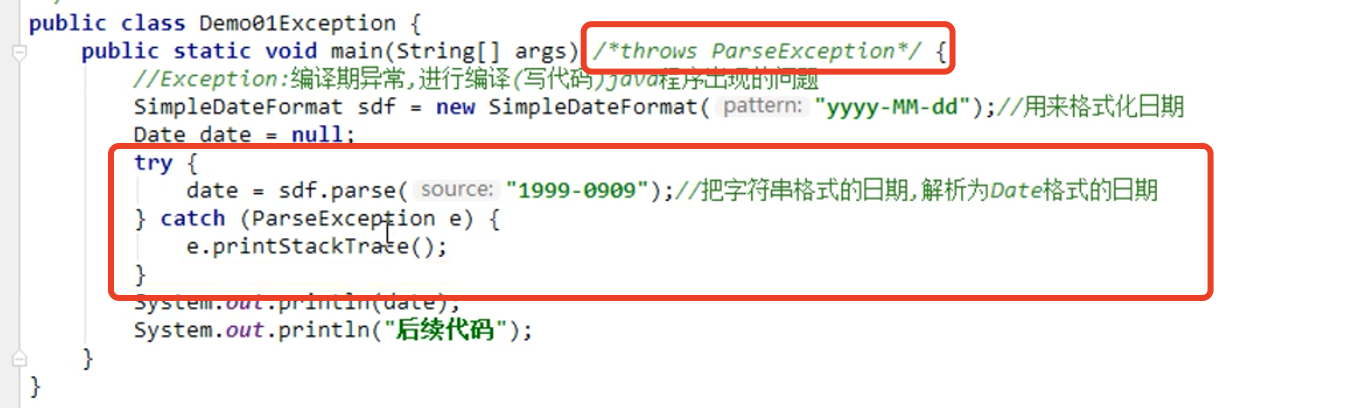 public class Demo01Exception {
public static void main(String[] args) /*throws ParseException*/ {
//Exception:编译期异常,进行编译(写代码)java程序出现的问题
SimpleDateFormat sdf = new SimpleDateFormat( pattern: "yyyy-MM-dd");//用来格式化日期
Date date = null;
try {
date = sdf.parse( source: "1999-0909");//把字符串格式的日期,解析为Date格式的日期
} catch (ParseException e) {
e.printStackTrace();
}
System.out.println(date);
System.out.println("后续代码");
}
}